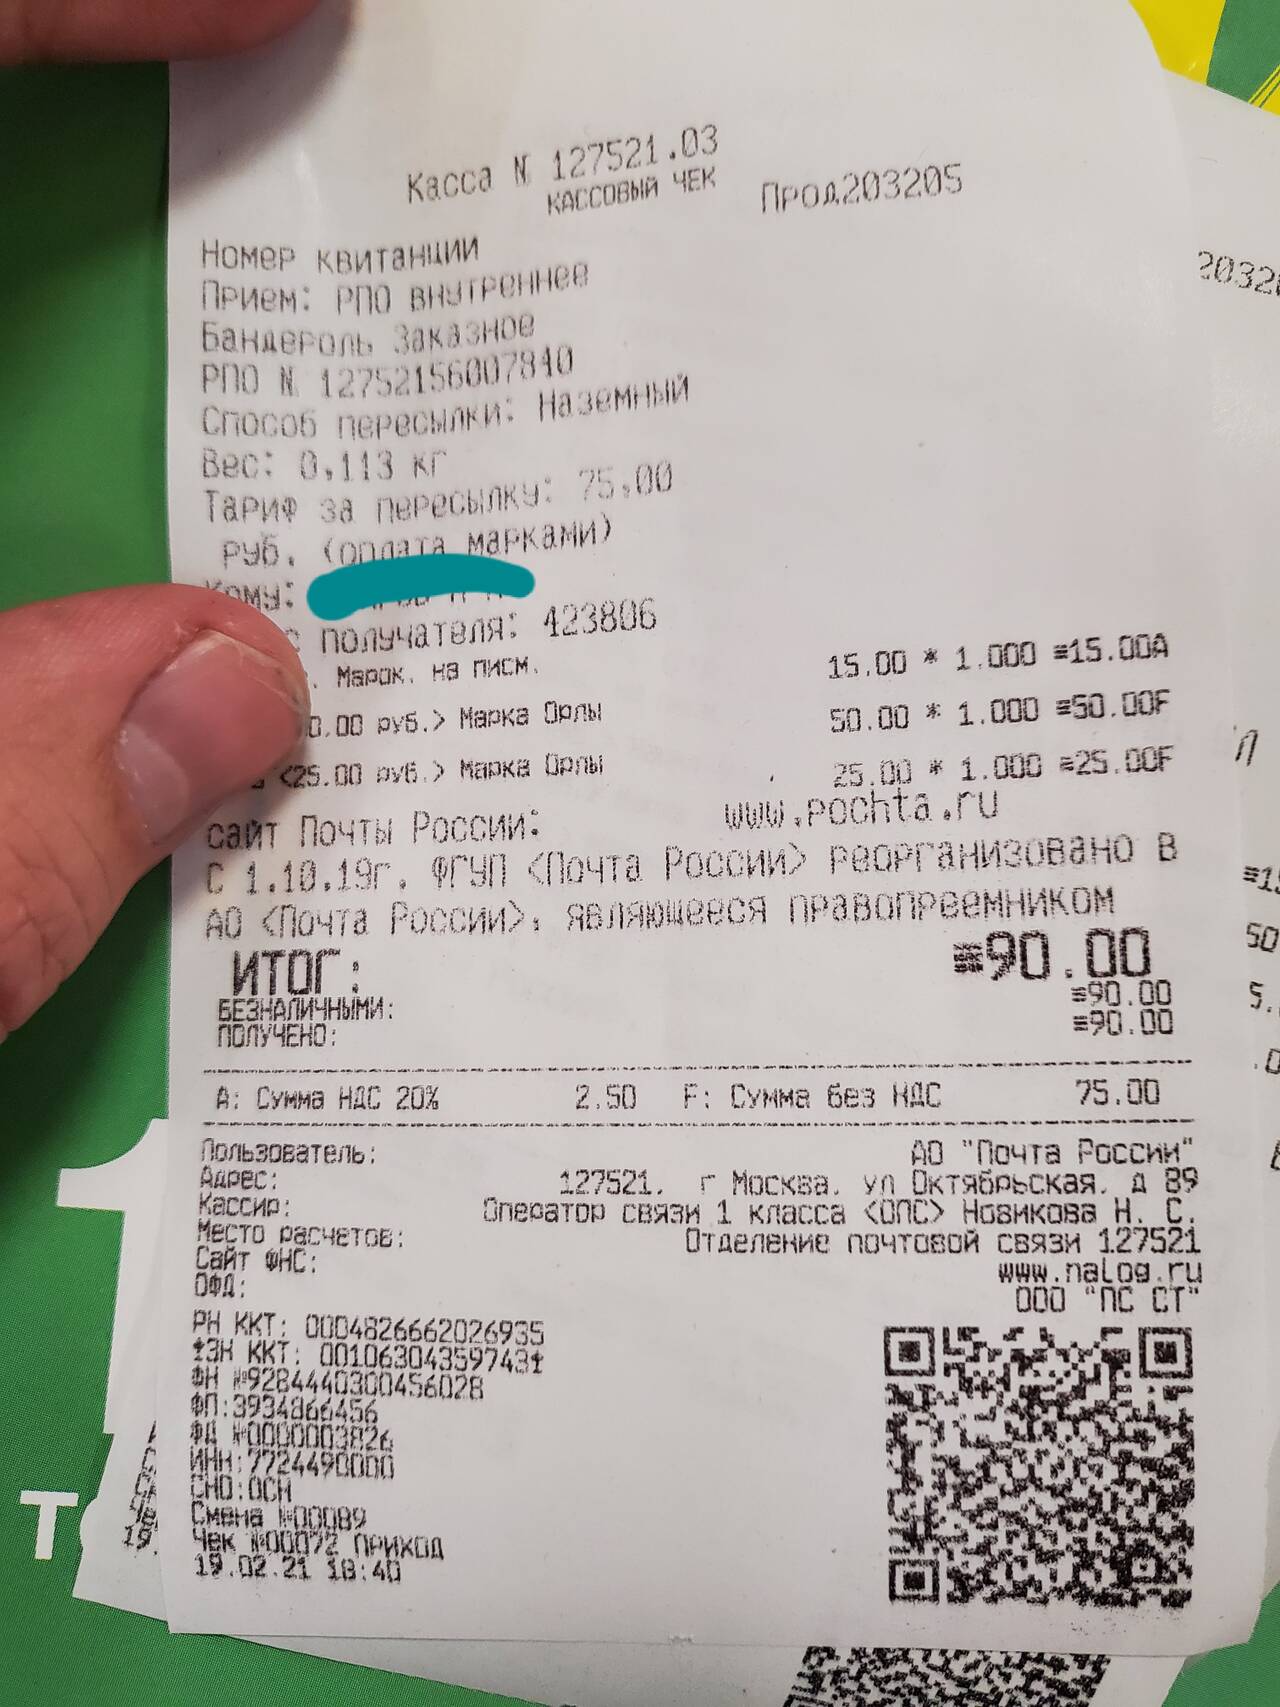 Касса № 127521.03
КАССОВЫЙ ЧЕК Прод203205
Номер квитанции
Прием: РПО внутреннее
Бандероль Заказное
РПО № 12752156007840
Способ пересылки: Наземный
Вес: 0,113 кг
Тариф за пересылку: 75,00
руб. (оплата марками)
Кому:
получателя: 423806
Марок. на писм. 15.00 * 1.000 ≡15.00А
0.00 руб.> Марка Орлы 50.00 * 1.000 ≡50.00F
<25.00 руб.> Марка Орлы 25.00 * 1.000 ≡25.00F
сайт Почты России: www.pochta.ru
С 1.10.19г. ФГУП <Почта России> реорганизовано в
АО <Почта России>, являющееся правопреемником
ИТОГ: ≡90.00
БЕЗНАЛИЧНЫМИ: ≡90.00
ПОЛУЧЕНО: ≡90.00
А: Сумма НДС 20% 2.50 F: Сумма без НДС 75.00
Пользователь: АО "Почта России"
Адрес: 127521, г Москва, ул Октябрьская, д 89
Кассир: Оператор связи 1 класса <ОПС> Новикова Н. С.
Место расчетов: Отделение почтовой связи 127521
Сайт ФНС: www.nalog.ru
ОФД: ООО "ПС СТ"
РН ККТ: 0004826662026935
ЗН ККТ: 00106304359743
ФН №9284440300456028
ФП:3934866456
ФД №0000003826
ИНН:7724490000
СНО:ОСН
Смена №00089
Чек №00072 ПРИХОД
19.02.21 18:40